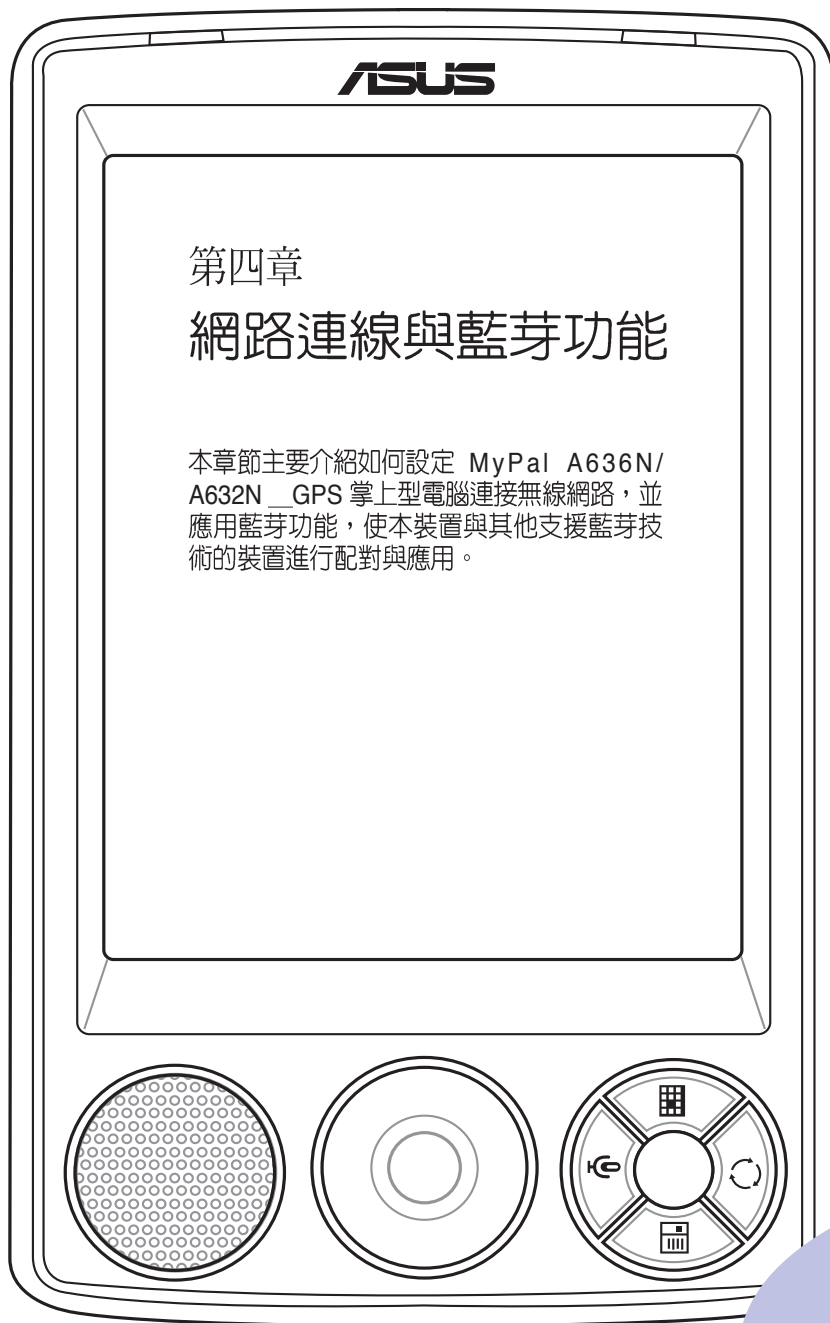 ASUS
第四章
網路連線與藍芽功能
本章節主要介紹如何設定 MyPal A636N/
A632N __GPS 掌上型電腦連接無線網路，並
應用藍芽功能，使本裝置與其他支援藍芽技
術的裝置進行配對與應用。